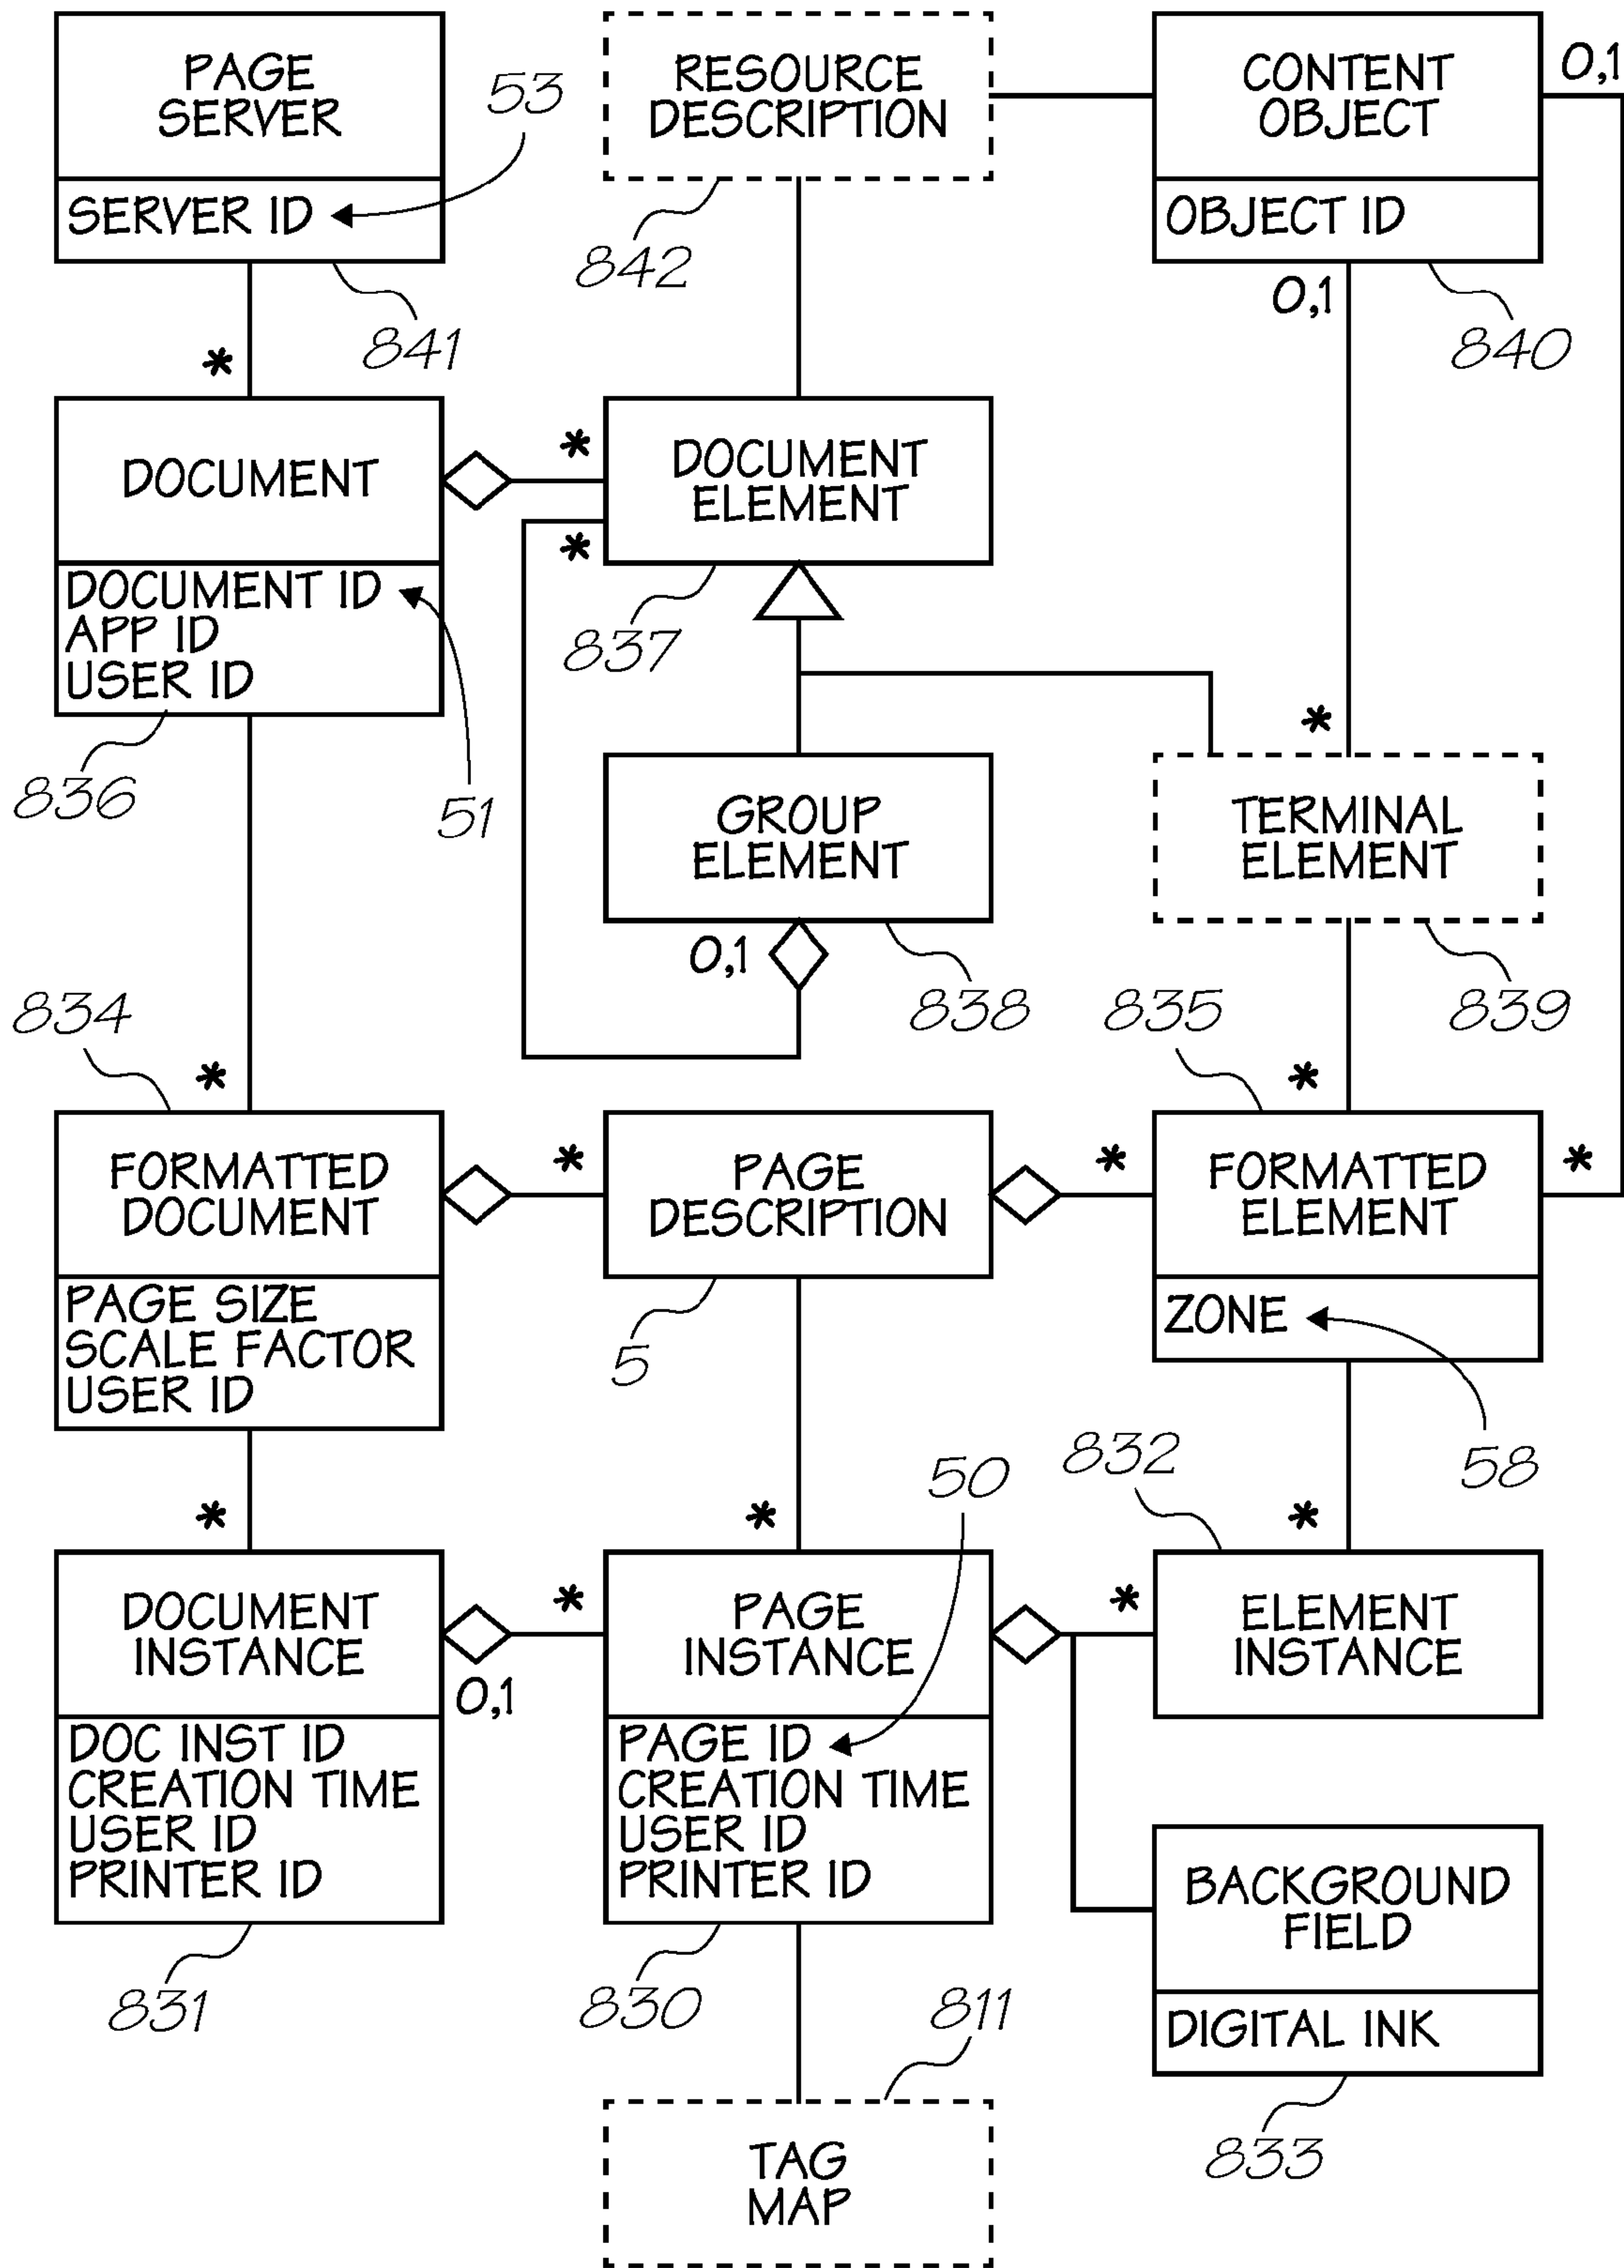 PAGE
SERVER
SERVER ID
53
841
RESOURCE
DESCRIPTION
842
CONTENT
OBJECT
OBJECT ID
0,1
0,1
840
*
DOCUMENT
DOCUMENT ID
APP ID
USER ID
836
51
*
*
DOCUMENT
ELEMENT
837
GROUP
ELEMENT
0,1
838
*
TERMINAL
ELEMENT
839
834
*
FORMATTED
DOCUMENT
PAGE SIZE
SCALE FACTOR
USER ID
*
PAGE
DESCRIPTION
5
835
*
*
*
FORMATTED
ELEMENT
ZONE
58
*
DOCUMENT
INSTANCE
DOC INST ID
CREATION TIME
USER ID
PRINTER ID
831
0,1
*
*
50
PAGE
INSTANCE
PAGE ID
CREATION TIME
USER ID
PRINTER ID
830
832
*
*
ELEMENT
INSTANCE
BACKGROUND
FIELD
DIGITAL INK
833
811
TAG
MAP